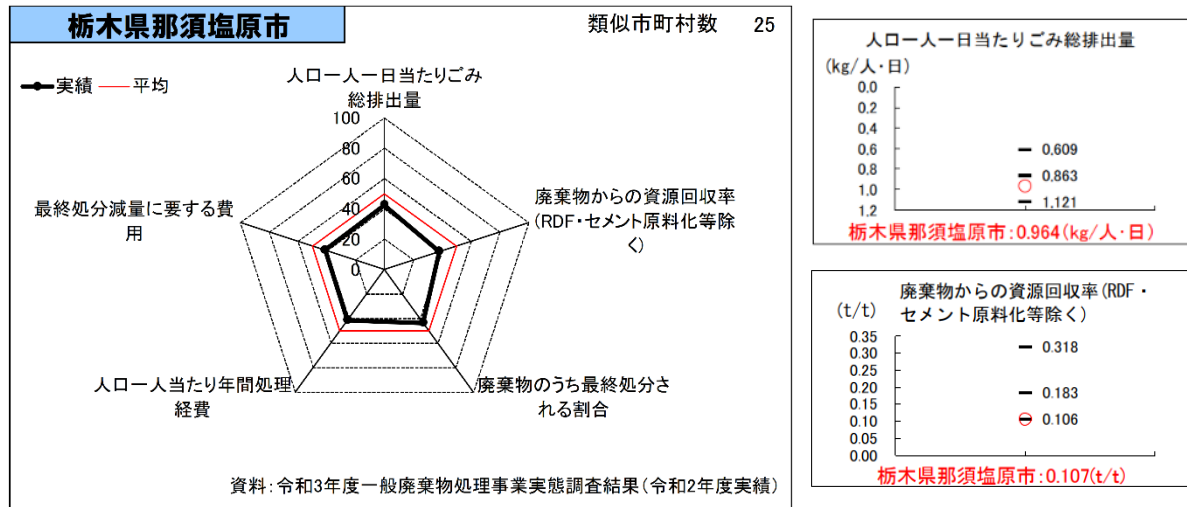 栃木県那須塩原市
類似市町村数 25
実績 平均
人口一人一日当たりごみ
総排出量
100
80
60
40
20
0
廃棄物からの資源回収率
(RDF・セメント原料化等除
く)
最終処分減量に要する費
用
人口一人当たり年間処理
経費
廃棄物のうち最終処分さ
れる割合
資料:令和3年度一般廃棄物処理事業実態調査結果(令和2年度実績)
人口一人一日当たりごみ総排出量
(kg/人・日)
0.0
0.2
0.4
0.6
0.8
1.0
1.2
0.609
0.863
1.121
栃木県那須塩原市:0.964(kg/人・日)
廃棄物からの資源回収率(RDF・
セメント原料化等除く)
(t/t)
0.35
0.30
0.25
0.20
0.15
0.10
0.05
0.00
0.318
0.183
0.106
栃木県那須塩原市:0.107(t/t)